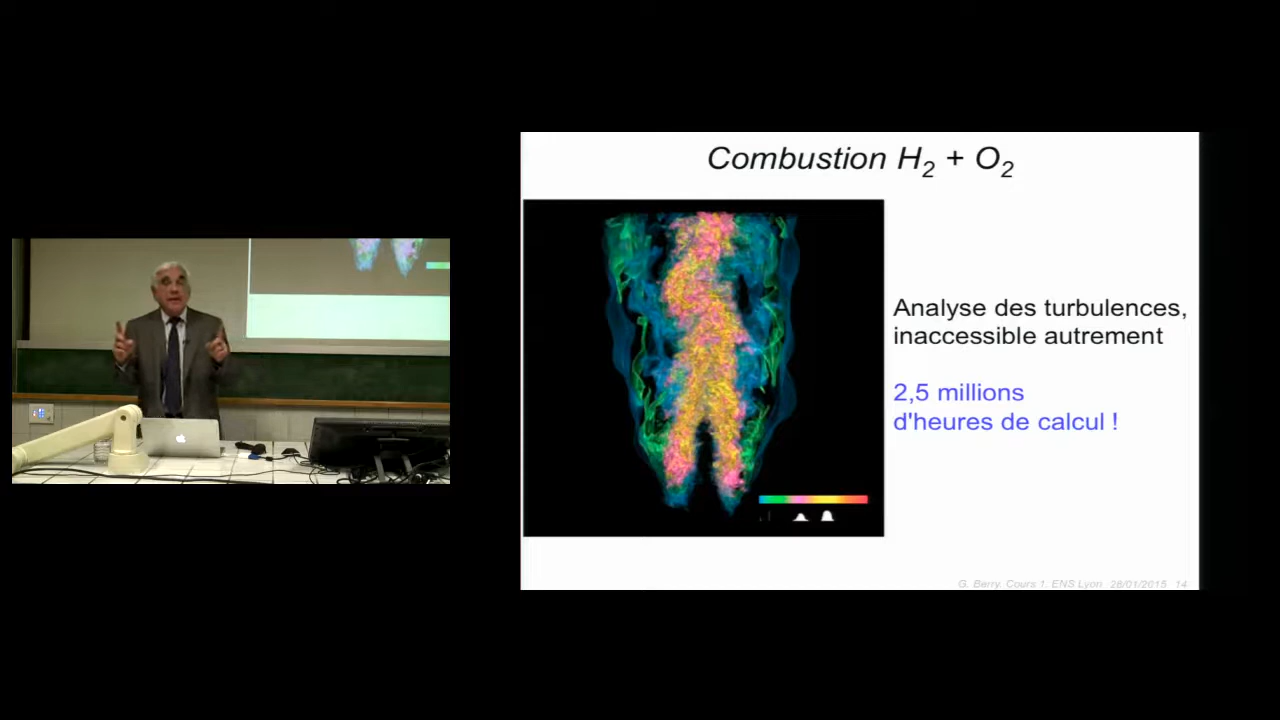 Combustion H₂ + O₂
Analyse des turbulences,
inaccessible autrement
2,5 millions
d'heures de calcul !
G. Berry, Cours 1, ENS Lyon 28/01/2015 14